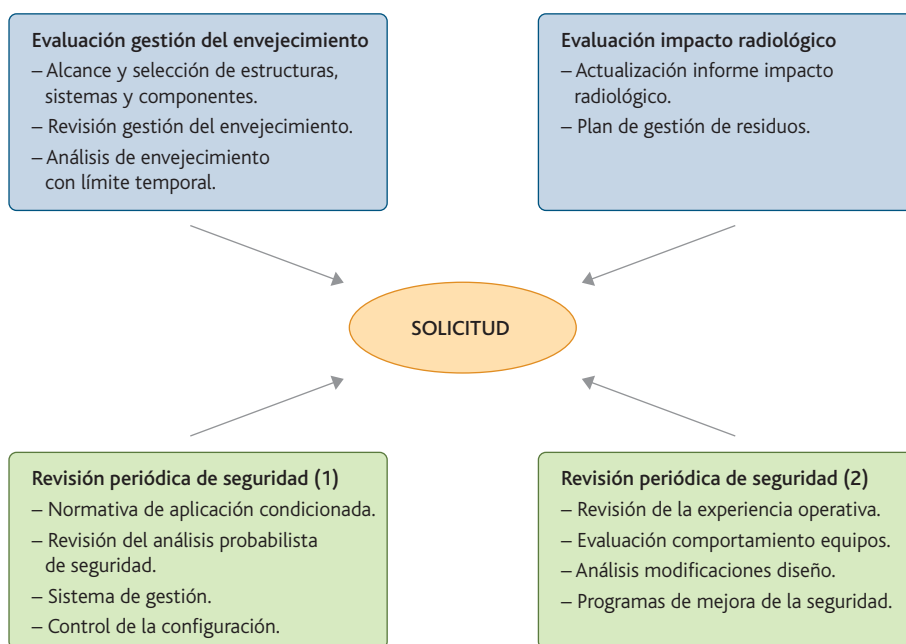 Evaluación gestión del envejecimiento
– Alcance y selección de estructuras,
sistemas y componentes.
– Revisión gestión del envejecimiento.
– Análisis de envejecimiento
con límite temporal.
Evaluación impacto radiológico
– Actualización informe impacto
radiológico.
– Plan de gestión de residuos.
SOLICITUD
Revisión periódica de seguridad (1)
– Normativa de aplicación condicionada.
– Revisión del análisis probabilista
de seguridad.
– Sistema de gestión.
– Control de la configuración.
Revisión periódica de seguridad (2)
– Revisión de la experiencia operativa.
– Evaluación comportamiento equipos.
– Análisis modificaciones diseño.
– Programas de mejora de la seguridad.